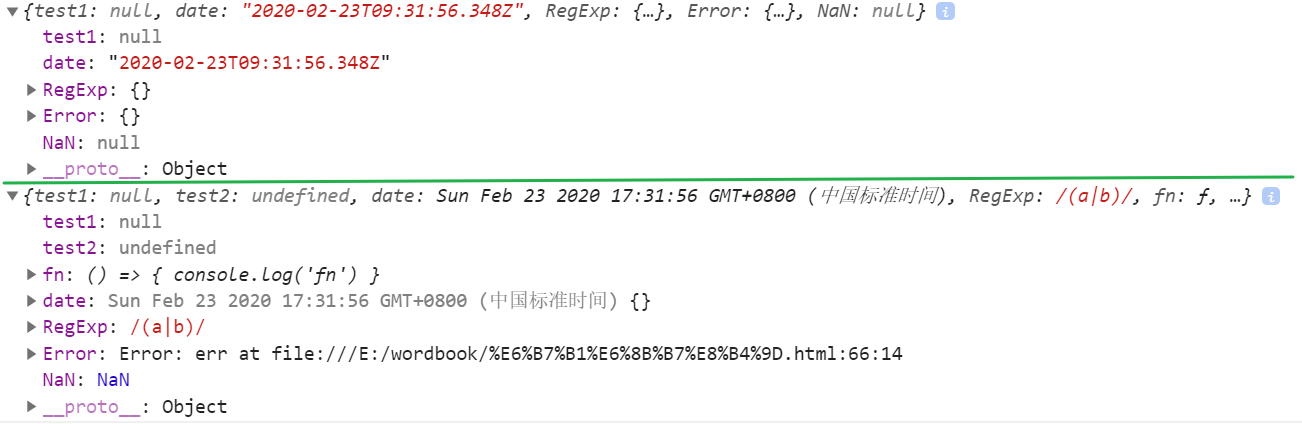 ▼{test1: null, date: "2020-02-23T09:31:56.348Z", RegExp: {…}, Error: {…}, NaN: null} i
test1: null
date: "2020-02-23T09:31:56.348Z"
▶RegExp: {}
▶Error: {}
NaN: null
▶__proto__: Object
▼{test1: null, test2: undefined, date: Sun Feb 23 2020 17:31:56 GMT+0800 (中国标准时间), RegExp: /(a|b)/, fn: ƒ, …} i
test1: null
test2: undefined
▶fn: () => { console.log('fn') }
▶date: Sun Feb 23 2020 17:31:56 GMT+0800 (中国标准时间) {}
▶RegExp: /(a|b)/
▶Error: Error: err at file:///E:/wordbook/%E6%B7%B1%E6%8B%B7%E8%B4%9D.html:66:14
NaN: NaN
▶__proto__: Object